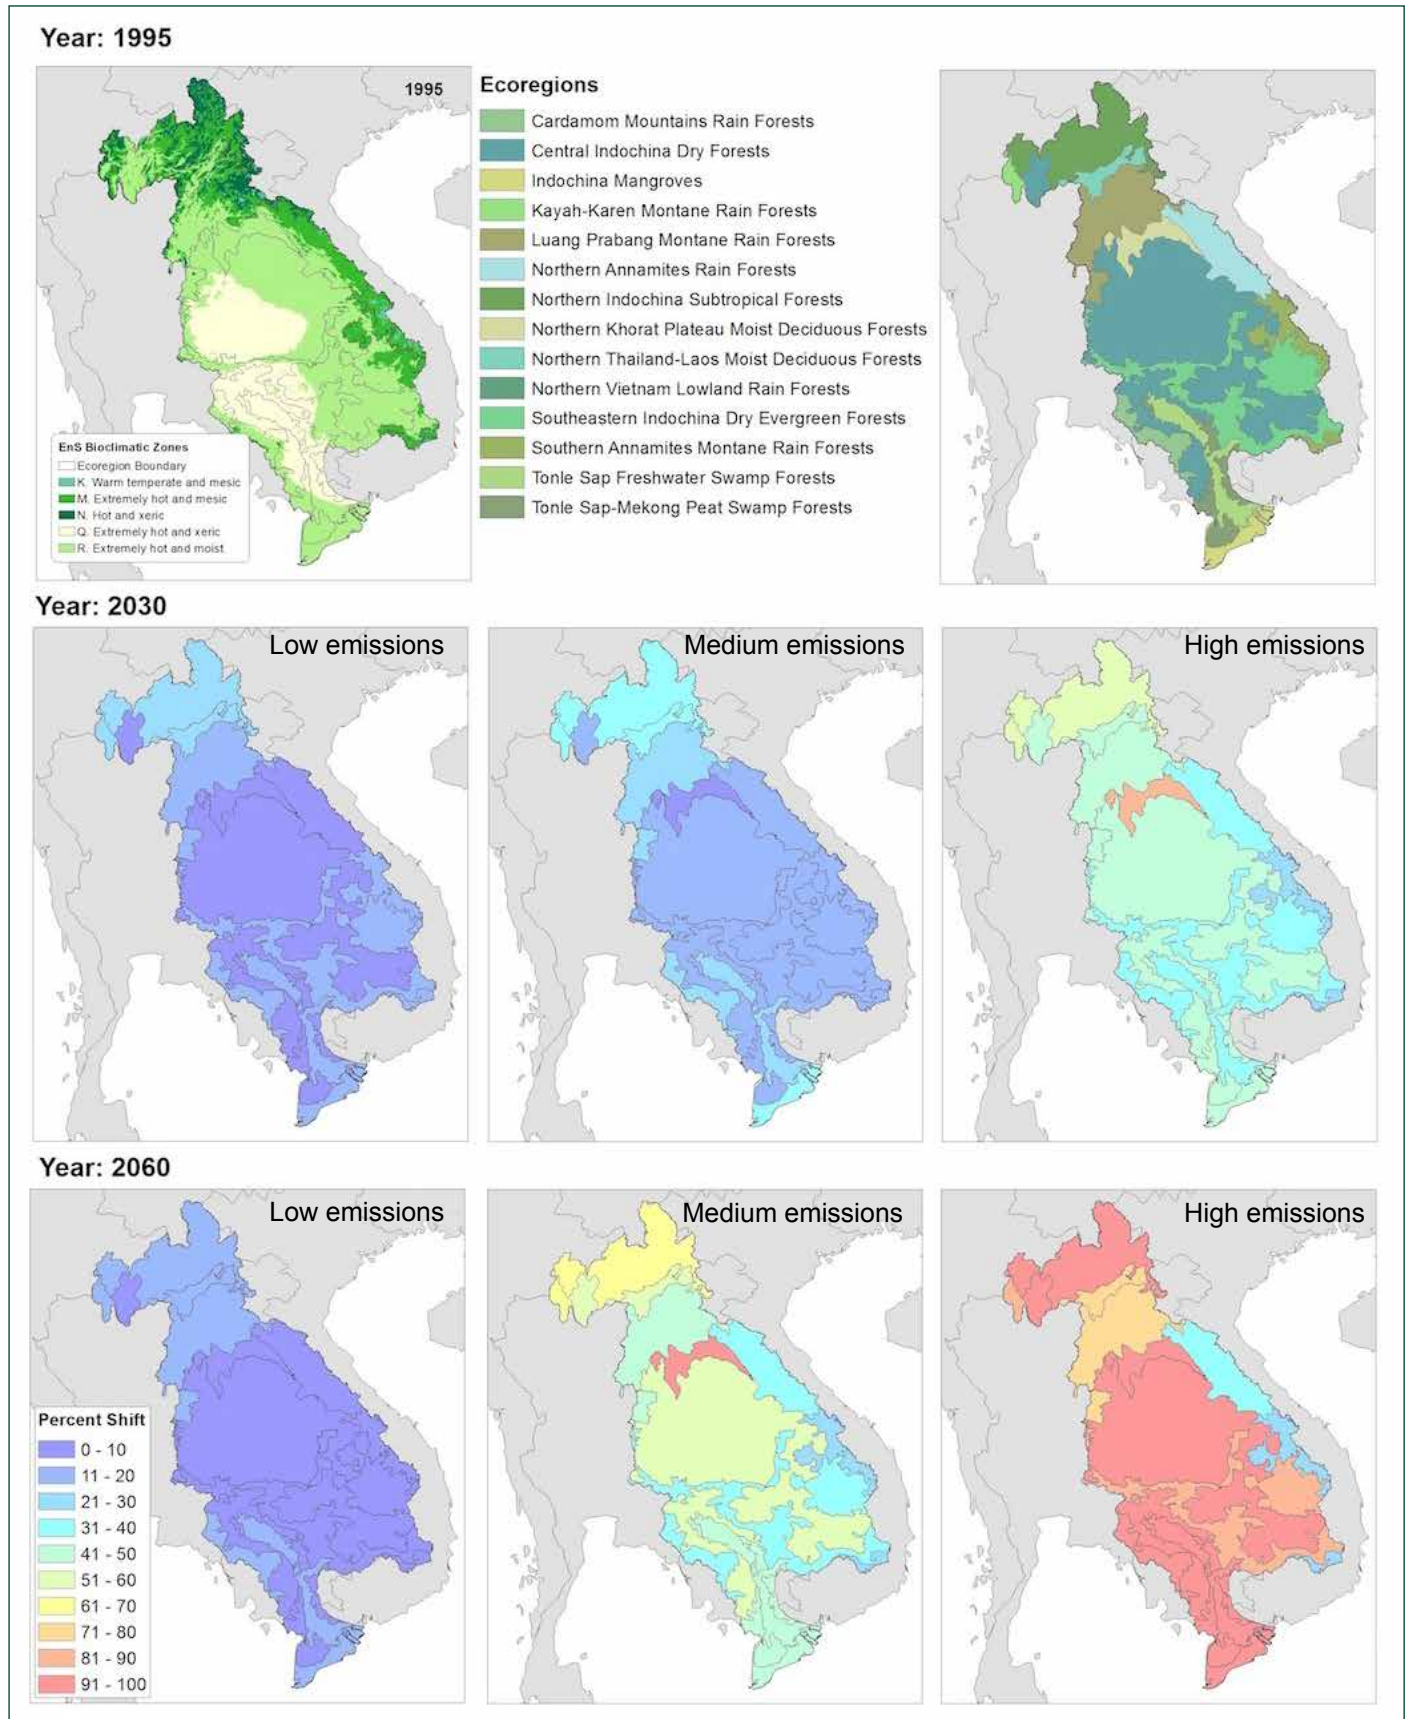 Year: 1995
1995
EnS Bioclimatic Zones
Ecoregion Boundary
K. Warm temperate and mesic
M. Extremely hot and mesic
N. Hot and xeric
Q. Extremely hot and xeric
R. Extremely hot and moist
Ecoregions
Cardamom Mountains Rain Forests
Central Indochina Dry Forests
Indochina Mangroves
Kayah-Karen Montane Rain Forests
Luang Prabang Montane Rain Forests
Northern Annamites Rain Forests
Northern Indochina Subtropical Forests
Northern Khorat Plateau Moist Deciduous Forests
Northern Thailand-Laos Moist Deciduous Forests
Northern Vietnam Lowland Rain Forests
Southeastern Indochina Dry Evergreen Forests
Southern Annamites Montane Rain Forests
Tonle Sap Freshwater Swamp Forests
Tonle Sap-Mekong Peat Swamp Forests
Year: 2030
Low emissions
Medium emissions
High emissions
Year: 2060
Low emissions
Medium emissions
High emissions
Percent Shift
0 - 10
11 - 20
21 - 30
31 - 40
41 - 50
51 - 60
61 - 70
71 - 80
81 - 90
91 - 100